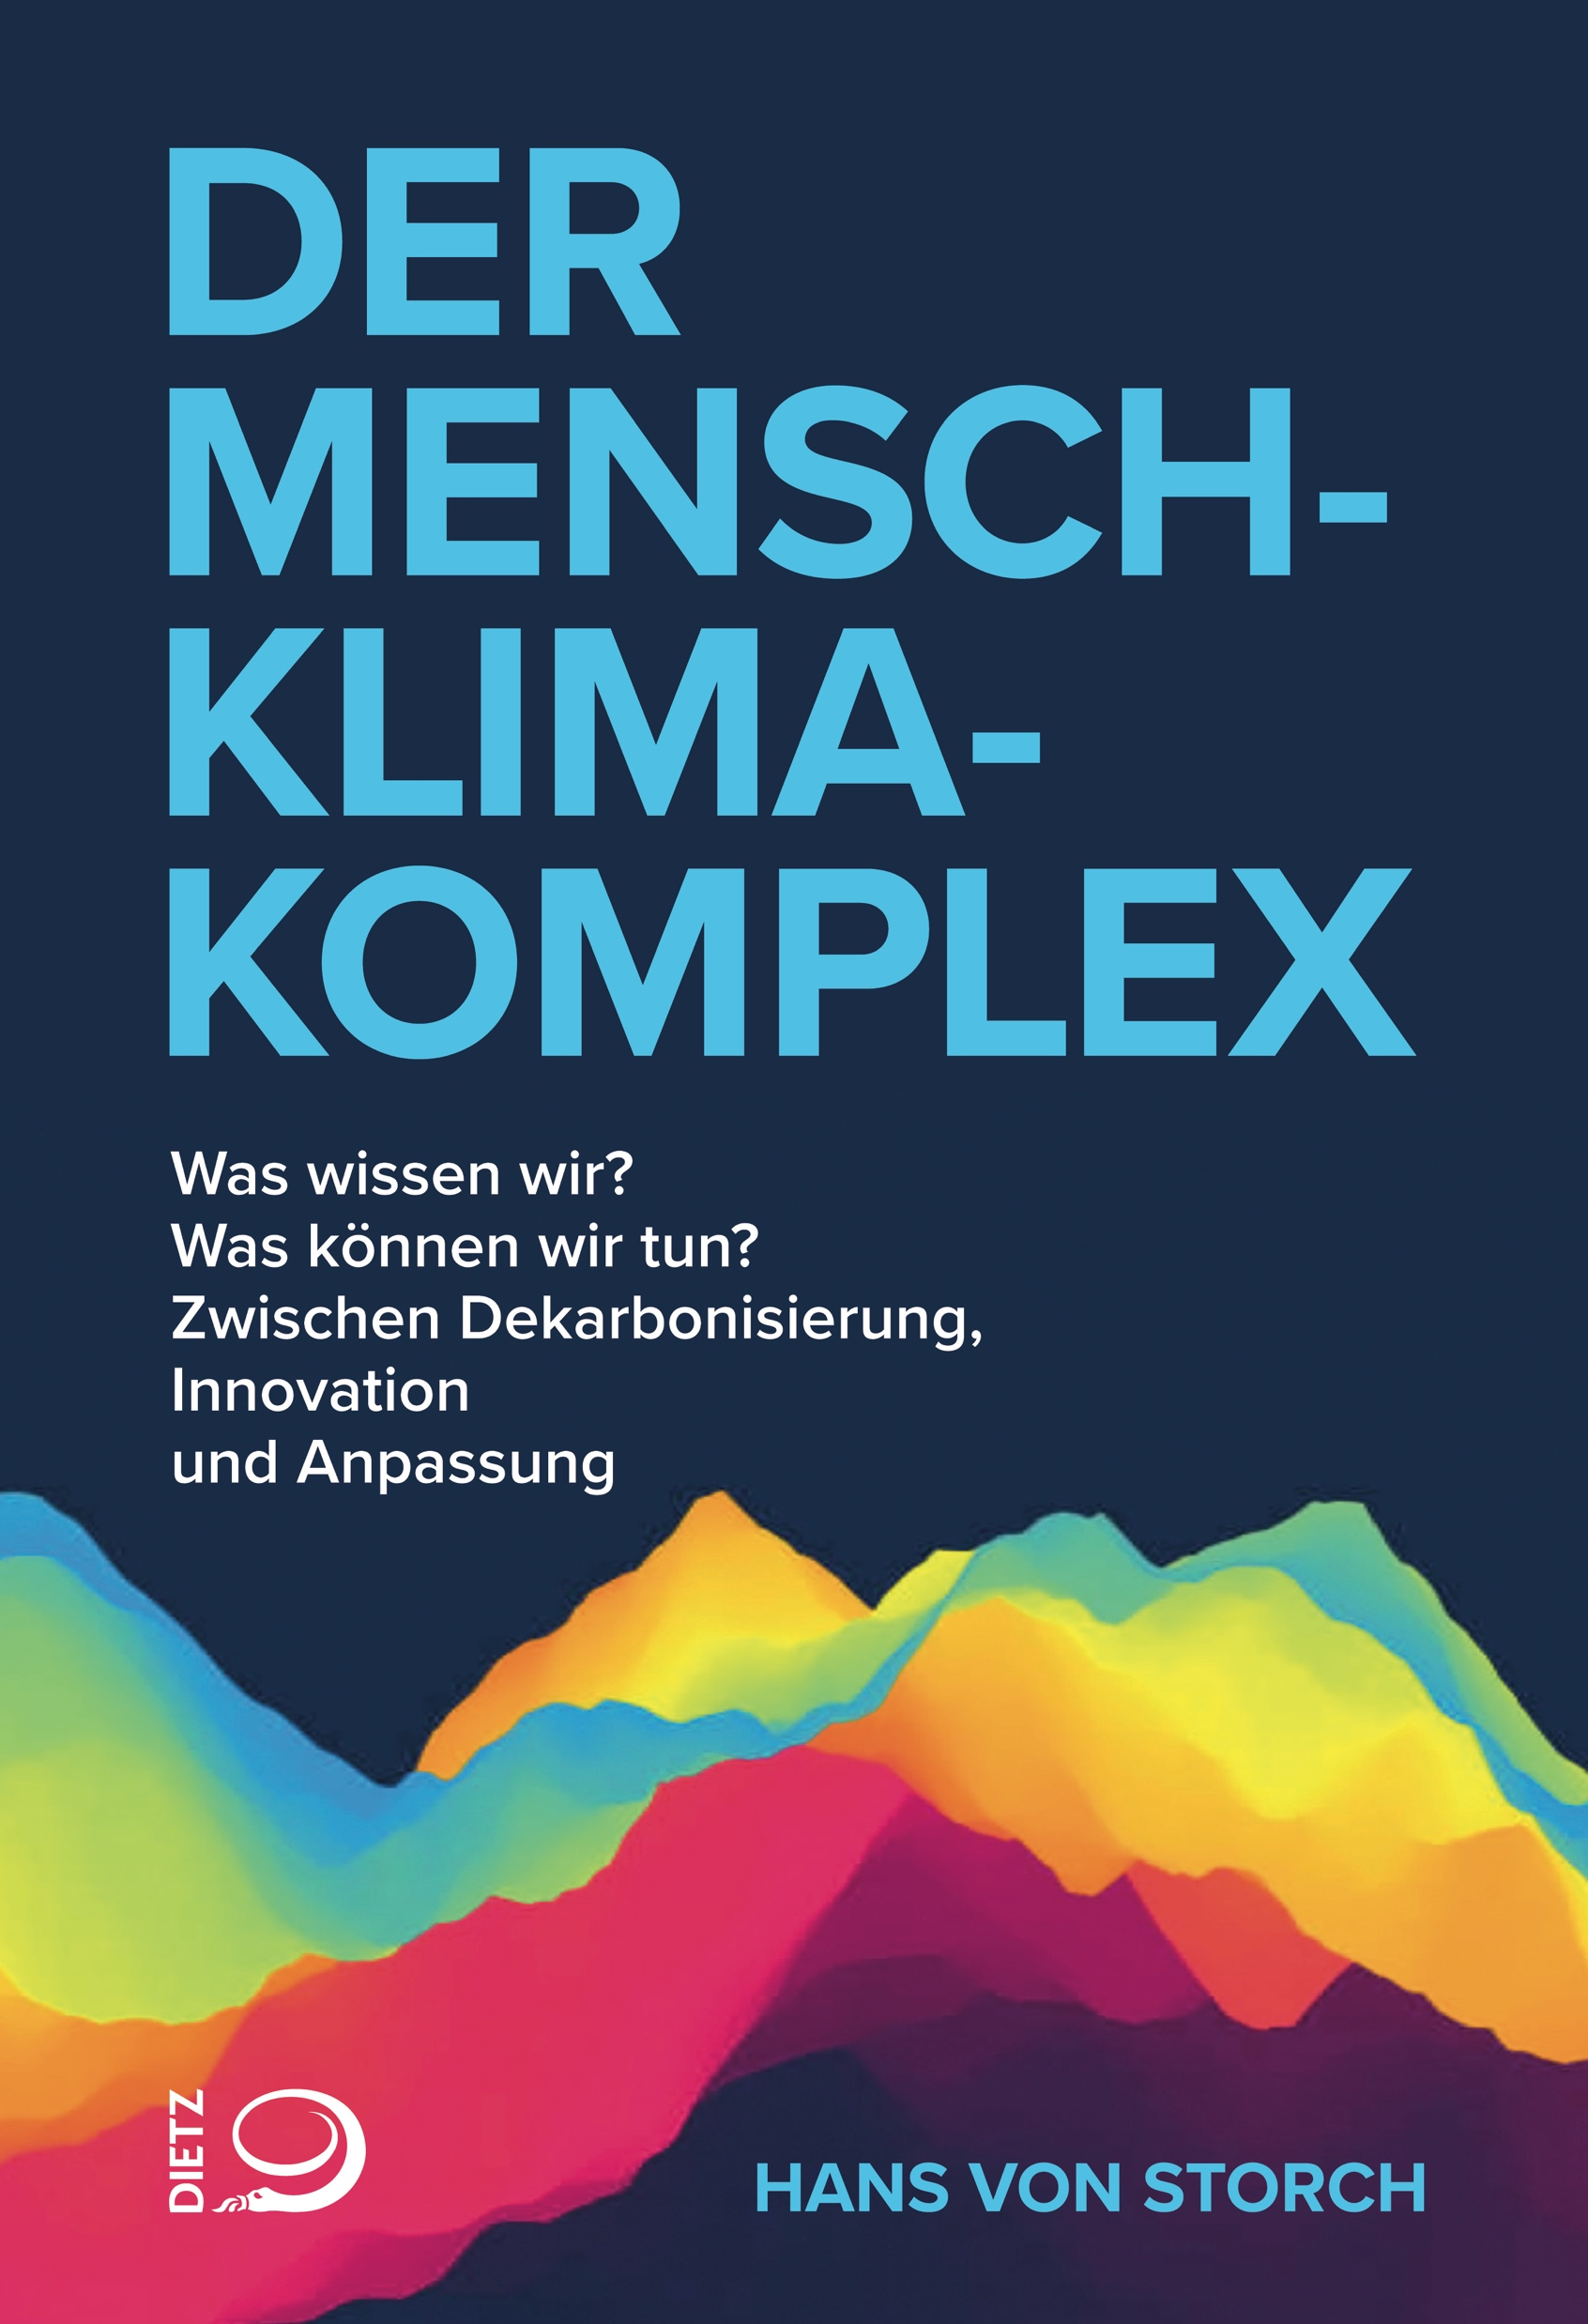 DER
MENSCH-
KLIMA-
KOMPLEX
Was wissen wir?
Was können wir tun?
Zwischen Dekarbonisierung,
Innovation
und Anpassung
DIETZ
HANS VON STORCH